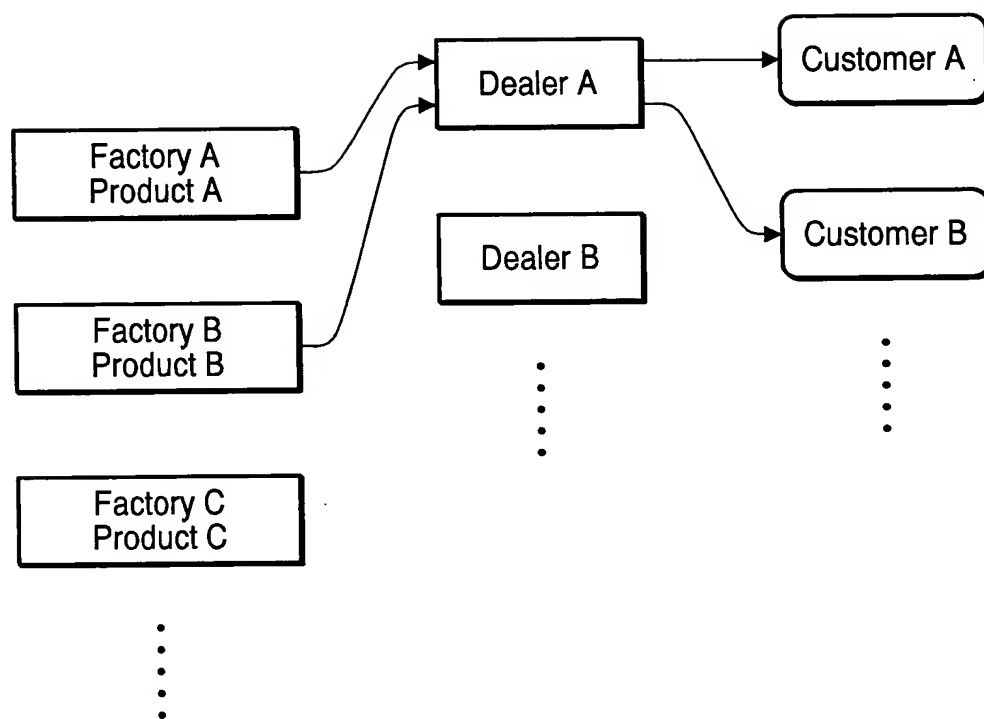 Factory A
Product A
Factory B
Product B
Factory C
Product C
Dealer A
Dealer B
Customer A
Customer B